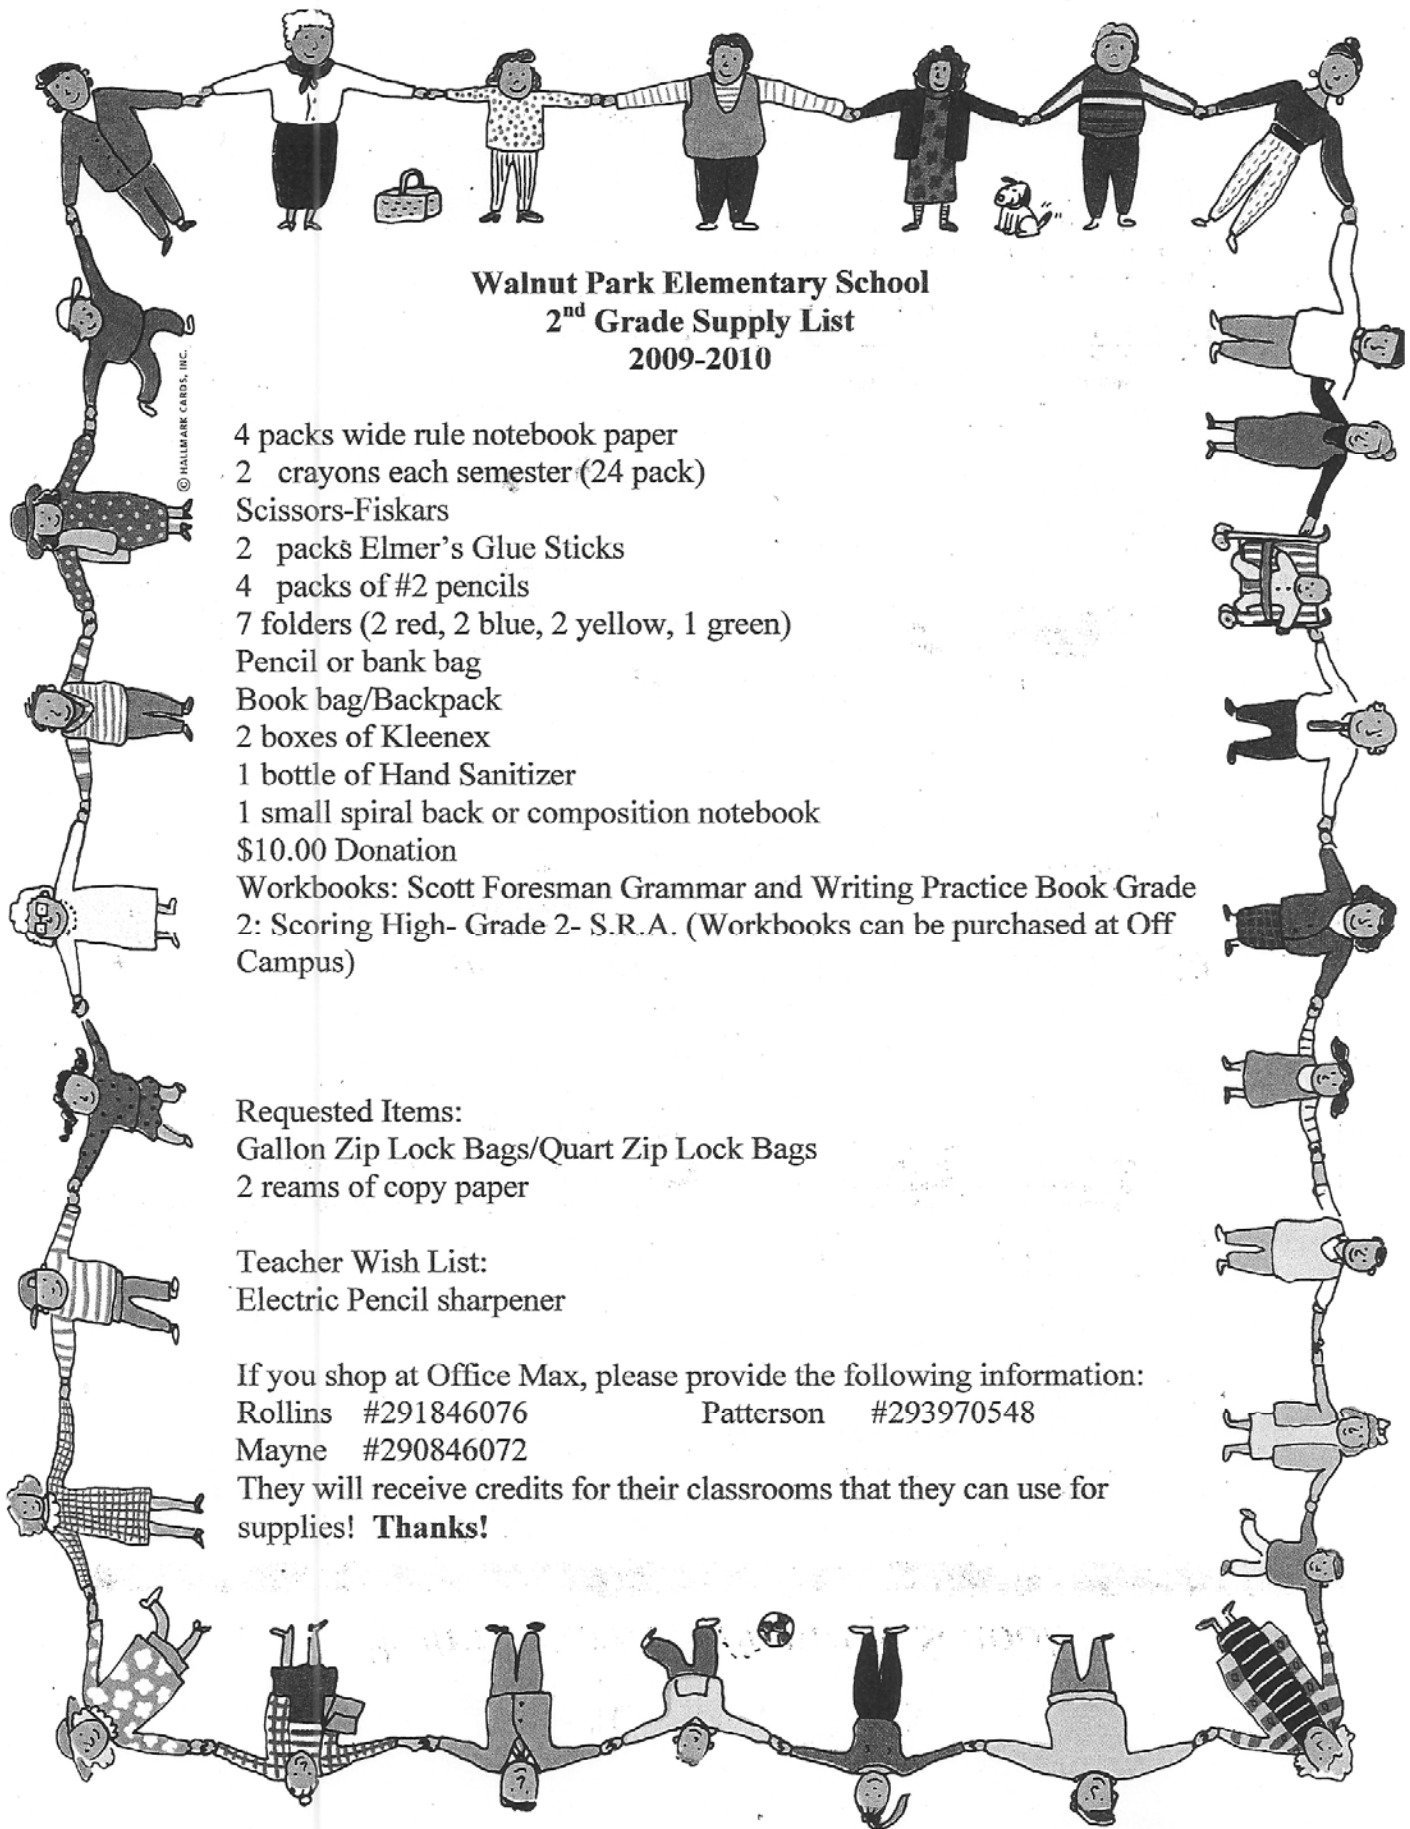 Walnut Park Elementary School
2nd Grade Supply List
2009-2010
© HALLMARK CARDS, INC.
4 packs wide rule notebook paper
2 crayons each semester (24 pack)
Scissors-Fiskars
2 packs Elmer's Glue Sticks
4 packs of #2 pencils
7 folders (2 red, 2 blue, 2 yellow, 1 green)
Pencil or bank bag
Book bag/Backpack
2 boxes of Kleenex
1 bottle of Hand Sanitizer
1 small spiral back or composition notebook
$10.00 Donation
Workbooks: Scott Foresman Grammar and Writing Practice Book Grade
2: Scoring High- Grade 2- S.R.A. (Workbooks can be purchased at Off
Campus)
Requested Items:
Gallon Zip Lock Bags/Quart Zip Lock Bags
2 reams of copy paper
Teacher Wish List:
Electric Pencil sharpener
If you shop at Office Max, please provide the following information:
Rollins #291846076 Patterson #293970548
Mayne #290846072
They will receive credits for their classrooms that they can use for
supplies! Thanks!